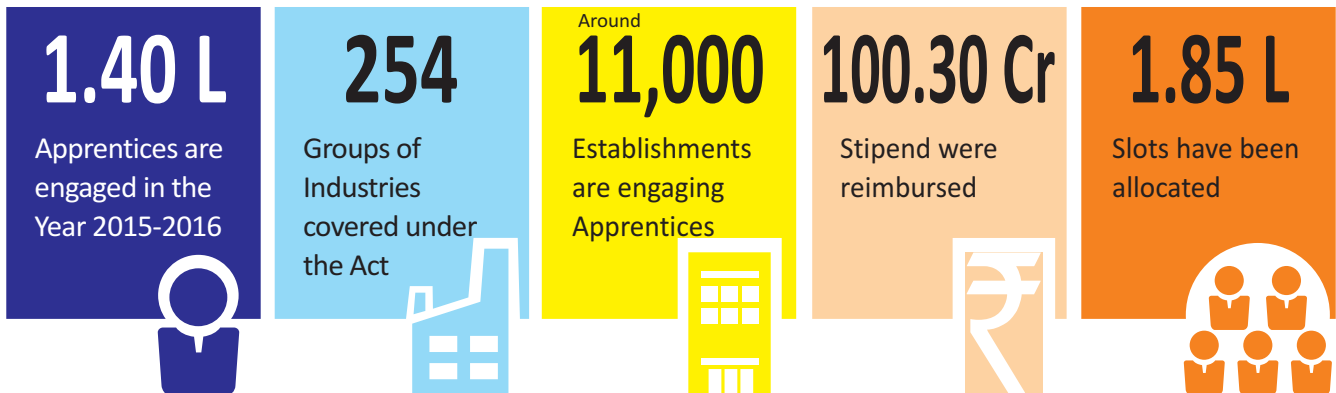 1.40 L
Apprentices are
engaged in the
Year 2015-2016
254
Groups of
Industries
covered under
the Act
Around
11,000
Establishments
are engaging
Apprentices
100.30 Cr
Stipend were
reimbursed
₹
1.85 L
Slots have been
allocated